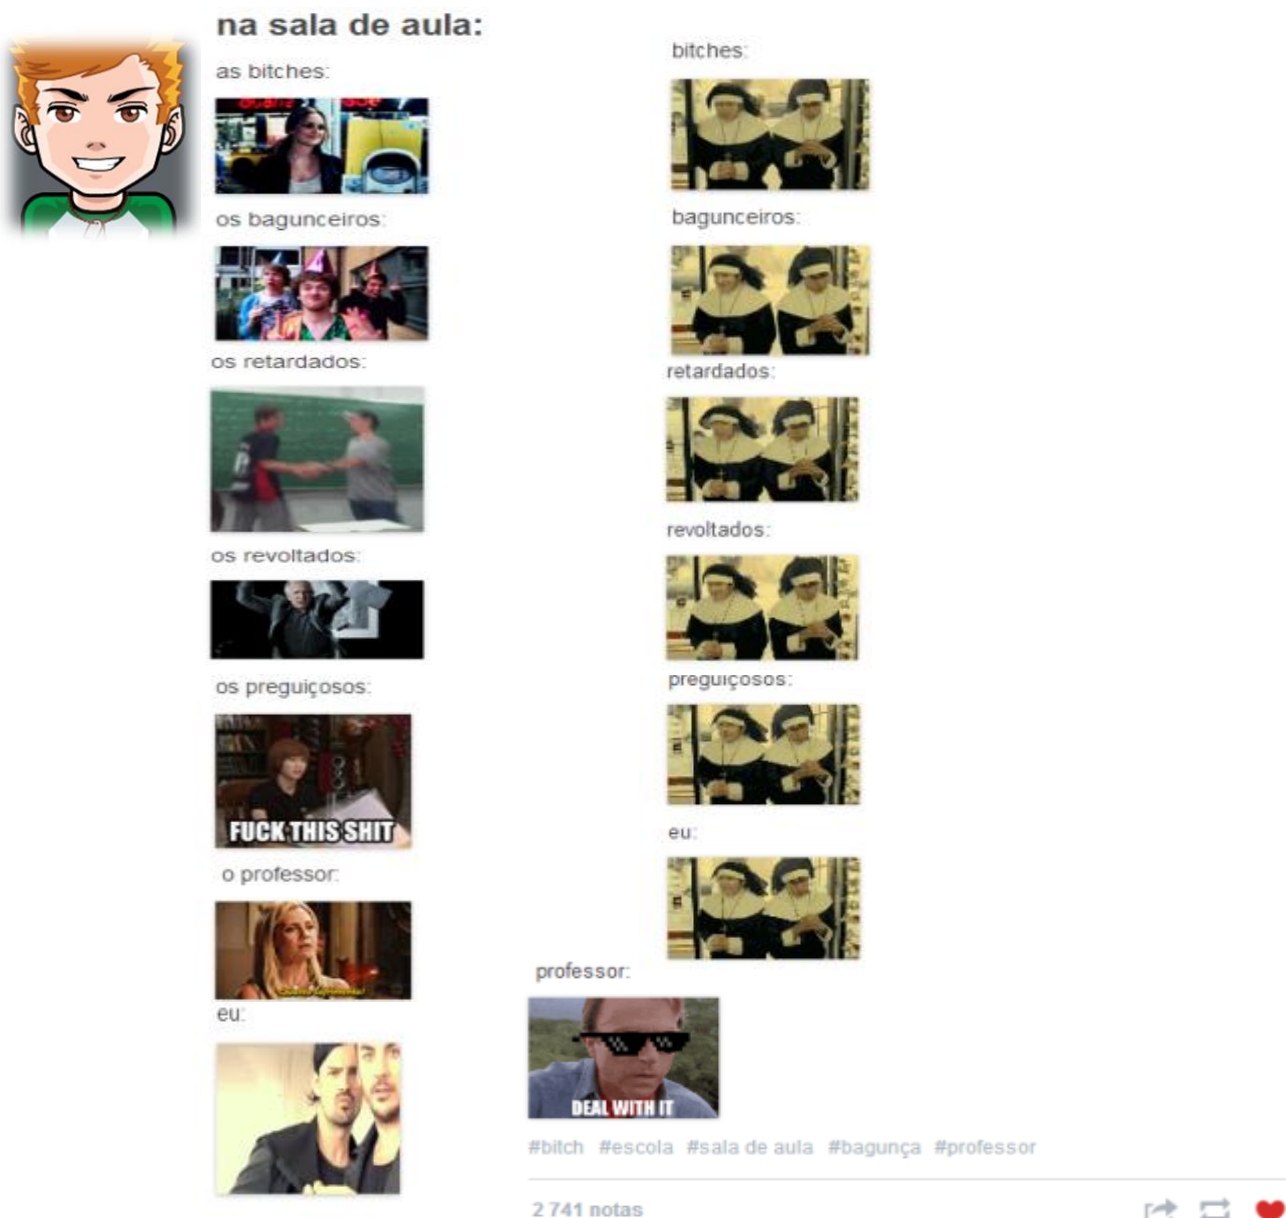 na sala de aula:
as bitches:
os bagunceiros:
os retardados:
os revoltados:
os preguiçosos:
FUCK THIS SHIT
o professor:
eu:
bitches:
bagunceiros:
retardados:
revoltados:
preguiçosos:
eu:
professor:
DEAL WITH IT
#bitch #escola #sala de aula #bagunça #professor
2 741 notas